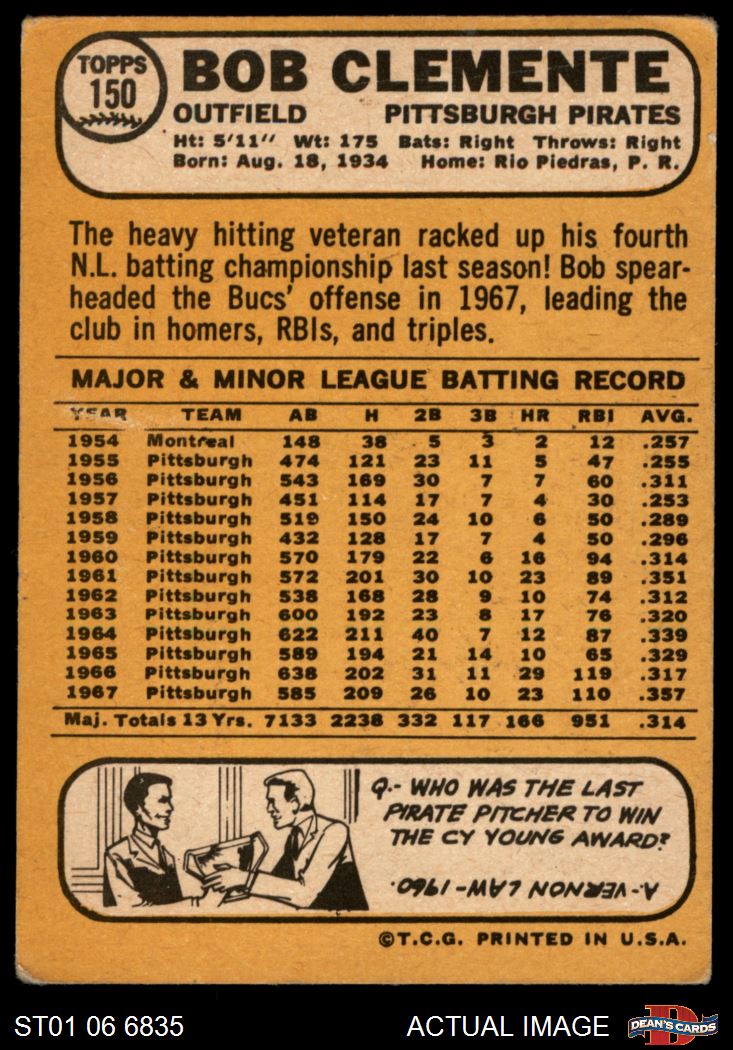 TOPPS
150
BOB CLEMENTE
OUTFIELD PITTSBURGH PIRATES
Ht: 5'11" Wt: 175 Bats: Right Throws: Right
Born: Aug. 18, 1934 Home: Rio Piedras, P. R.
The heavy hitting veteran racked up his fourth
N.L. batting championship last season! Bob spear-
headed the Bucs' offense in 1967, leading the
club in homers, RBIs, and triples.
MAJOR & MINOR LEAGUE BATTING RECORD
YEAR TEAM AB H 2B 3B HR RBI AVG.
1954 Montreal 148 38 5 3 2 12 .257
1955 Pittsburgh 474 121 23 11 5 47 .255
1956 Pittsburgh 543 169 30 7 7 60 .311
1957 Pittsburgh 451 114 17 7 4 30 .253
1958 Pittsburgh 519 150 24 10 6 50 .289
1959 Pittsburgh 432 128 17 7 4 50 .296
1960 Pittsburgh 570 179 22 6 16 94 .314
1961 Pittsburgh 572 201 30 10 23 89 .351
1962 Pittsburgh 538 168 28 9 10 74 .312
1963 Pittsburgh 600 192 23 8 17 76 .320
1964 Pittsburgh 622 211 40 7 12 87 .339
1965 Pittsburgh 589 194 21 14 10 65 .329
1966 Pittsburgh 638 202 31 11 29 119 .317
1967 Pittsburgh 585 209 26 10 23 110 .357
Maj. Totals 13 Yrs. 7133 2238 332 117 166 951 .314
Q.- WHO WAS THE LAST
PIRATE PITCHER TO WIN
THE CY YOUNG AWARD?
A-VERNON LAW-1960.
©T.C.G. PRINTED IN U.S.A.
ST01 06 6835 ACTUAL IMAGE
D
DEAN'S CARDS